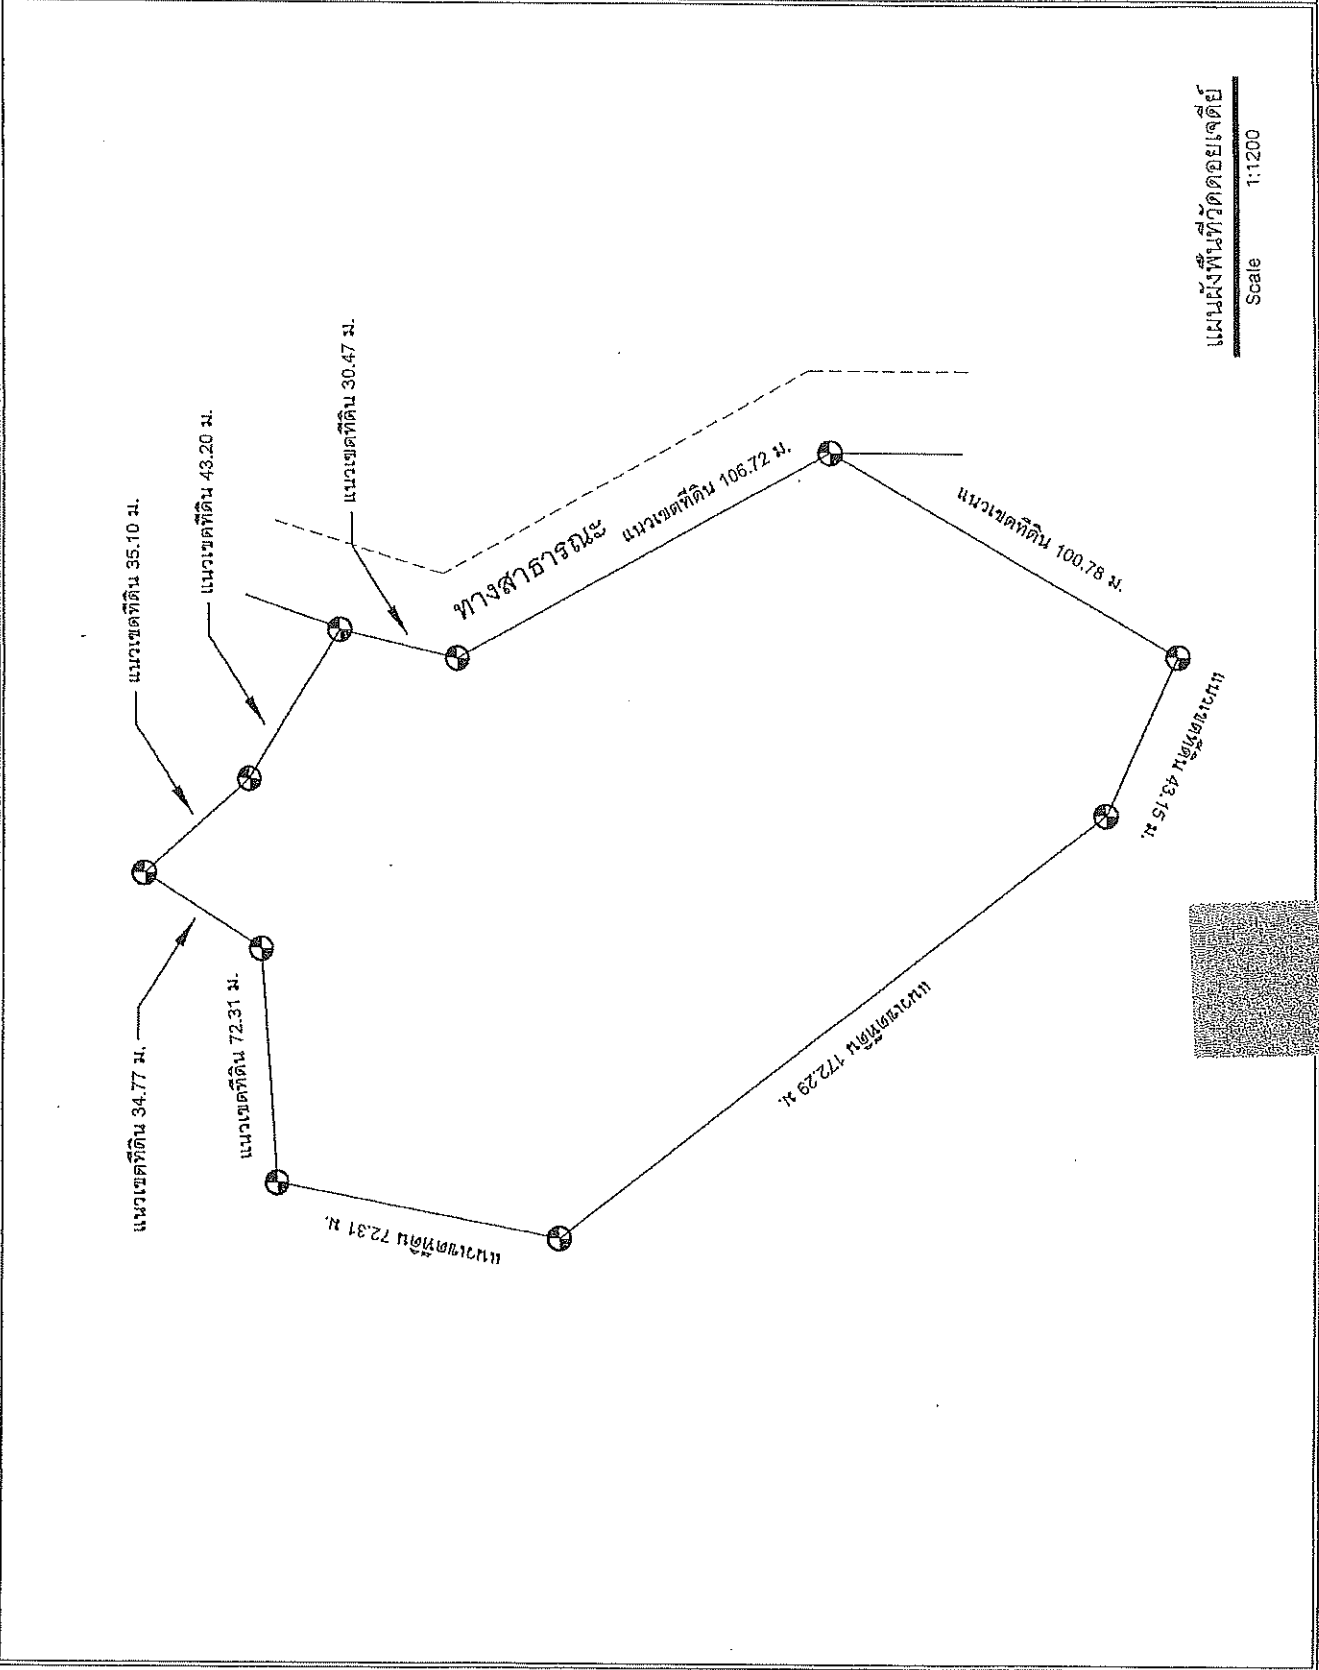 แนวเขตที่ดิน 34.77 ม.
แนวเขตที่ดิน 35.10 ม.
แนวเขตที่ดิน 43.20 ม.
แนวเขตที่ดิน 30.47 ม.
แนวเขตที่ดิน 72.31 ม.
แนวเขตที่ดิน 72.31 ม.
ทางสาธารณะ
แนวเขตที่ดิน 106.72 ม.
แนวเขตที่ดิน 100.78 ม.
แนวเขตที่ดิน 172.29 ม.
แนวเขตที่ดิน 43.15 ม.
แผนผังพื้นที่วัดดอยเจดีย์
Scale 1:1200